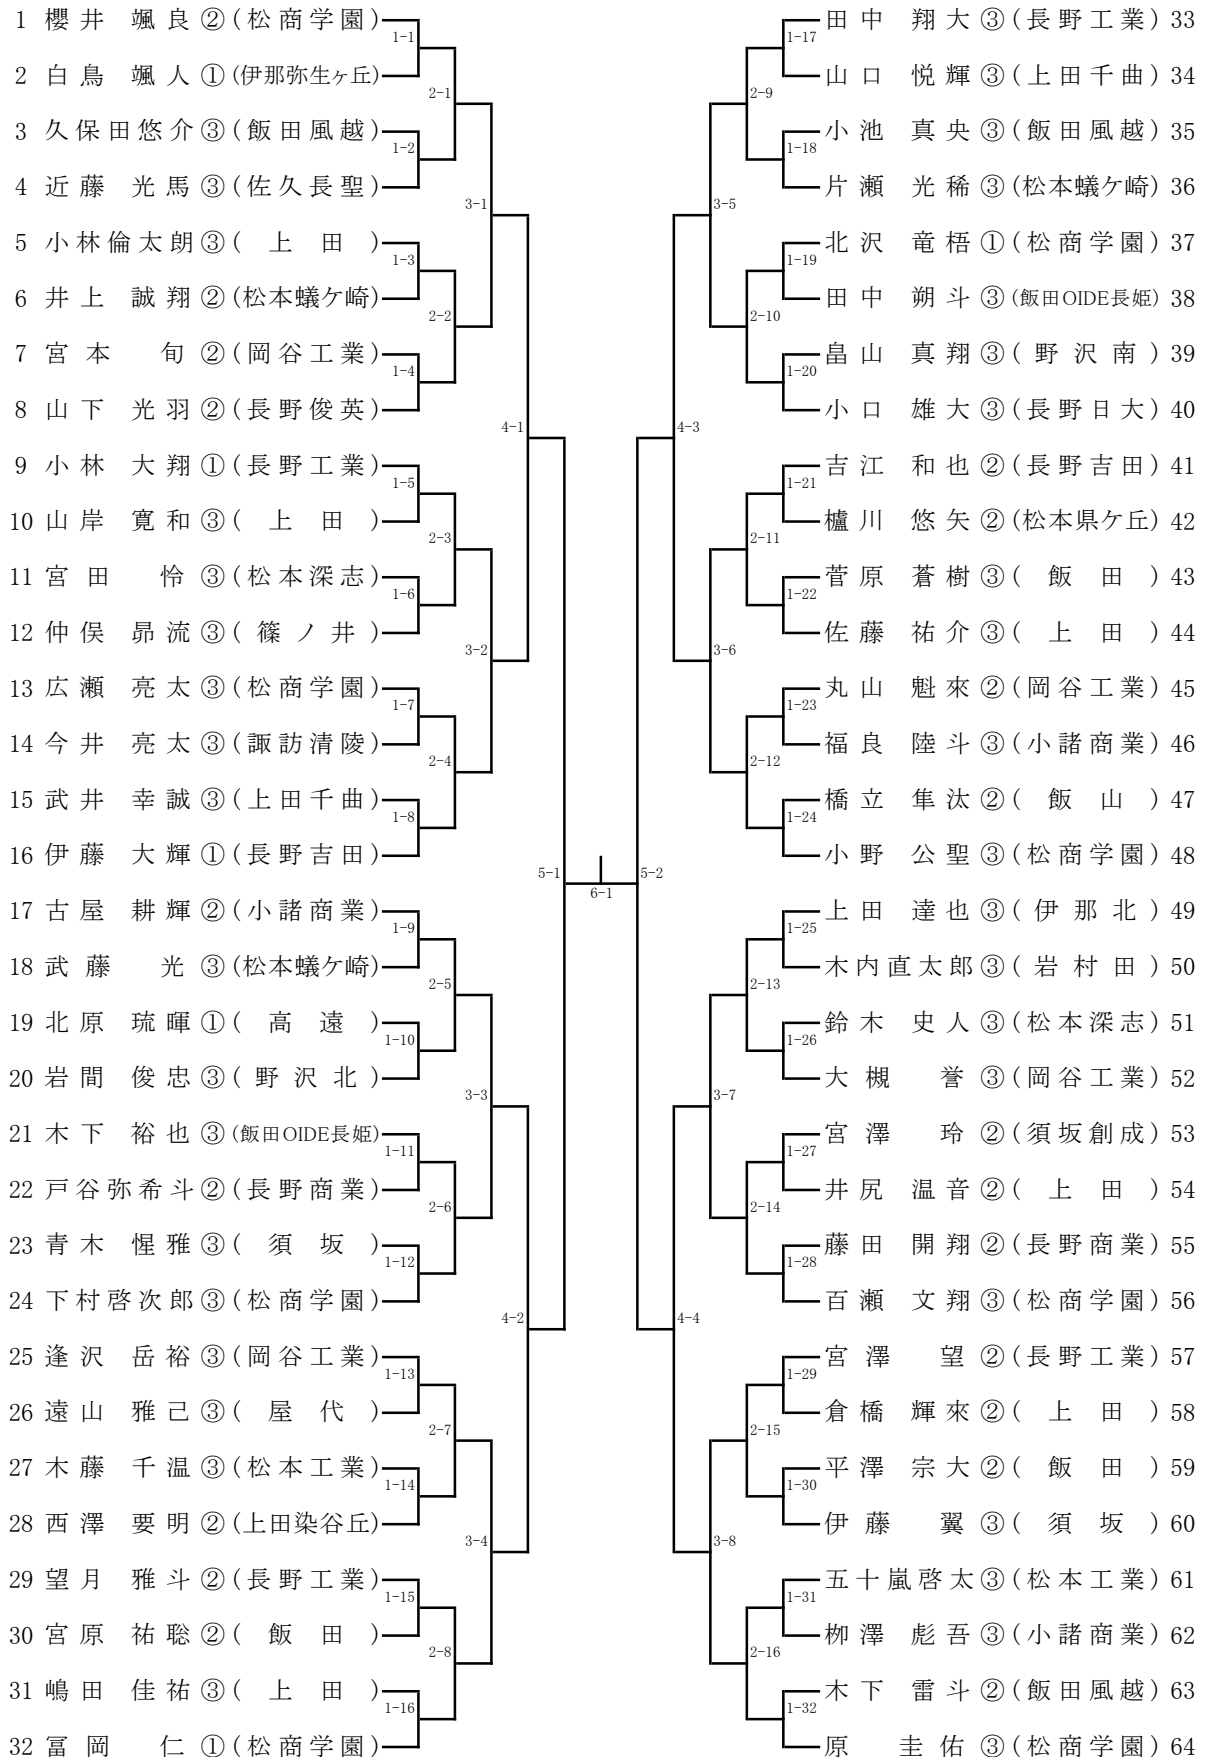 1 櫻井 颯良 ② (松商学園)
2 白鳥 颯人 ① (伊那弥生ヶ丘)
3 久保田悠介 ③ (飯田風越)
4 近藤 光馬 ③ (佐久長聖)
5 小林倫太朗 ③ (上田)
6 井上 誠翔 ② (松本蟻ケ崎)
7 宮本 旬 ② (岡谷工業)
8 山下 光羽 ② (長野俊英)
9 小林 大翔 ① (長野工業)
10 山岸 寛和 ③ (上田)
11 宮田 怜 ③ (松本深志)
12 仲俣 昴流 ③ (篠ノ井)
13 広瀬 亮太 ③ (松商学園)
14 今井 亮太 ③ (諏訪清陵)
15 武井 幸誠 ③ (上田千曲)
16 伊藤 大輝 ① (長野吉田)
17 古屋 耕輝 ② (小諸商業)
18 武藤 光 ③ (松本蟻ケ崎)
19 北原 琉暉 ① (高遠)
20 岩間 俊忠 ③ (野沢北)
21 木下 裕也 ③ (飯田OIDE長姫)
22 戸谷弥希斗 ② (長野商業)
23 青木 惺雅 ③ (須坂)
24 下村啓次郎 ③ (松商学園)
25 逢沢 岳裕 ③ (岡谷工業)
26 遠山 雅己 ③ (屋代)
27 木藤 千温 ③ (松本工業)
28 西澤 要明 ② (上田染谷丘)
29 望月 雅斗 ② (長野工業)
30 宮原 祐聡 ② (飯田)
31 嶋田 佳祐 ③ (上田)
32 冨岡 仁 ① (松商学園)
1-1
1-2
1-3
1-4
1-5
1-6
1-7
1-8
1-9
1-10
1-11
1-12
1-13
1-14
1-15
1-16
2-1
2-2
2-3
2-4
2-5
2-6
2-7
2-8
3-1
3-2
3-3
3-4
4-1
4-2
5-1
6-1
5-2
4-3
4-4
3-5
3-6
3-7
3-8
2-9
2-10
2-11
2-12
2-13
2-14
2-15
2-16
1-17
1-18
1-19
1-20
1-21
1-22
1-23
1-24
1-25
1-26
1-27
1-28
1-29
1-30
1-31
1-32
田中 翔大 ③ (長野工業) 33
山口 悦輝 ③ (上田千曲) 34
小池 真央 ③ (飯田風越) 35
片瀬 光稀 ③ (松本蟻ケ崎) 36
北沢 竜梧 ① (松商学園) 37
田中 朔斗 ③ (飯田OIDE長姫) 38
畠山 真翔 ③ (野沢南) 39
小口 雄大 ③ (長野日大) 40
吉江 和也 ② (長野吉田) 41
櫨川 悠矢 ② (松本県ケ丘) 42
菅原 蒼樹 ③ (飯田) 43
佐藤 祐介 ③ (上田) 44
丸山 魁來 ② (岡谷工業) 45
福良 陸斗 ③ (小諸商業) 46
橋立 隼汰 ② (飯山) 47
小野 公聖 ③ (松商学園) 48
上田 達也 ③ (伊那北) 49
木内直太郎 ③ (岩村田) 50
鈴木 史人 ③ (松本深志) 51
大槻 誉 ③ (岡谷工業) 52
宮澤 玲 ② (須坂創成) 53
井尻 温音 ② (上田) 54
藤田 開翔 ② (長野商業) 55
百瀬 文翔 ③ (松商学園) 56
宮澤 望 ② (長野工業) 57
倉橋 輝來 ② (上田) 58
平澤 宗大 ② (飯田) 59
伊藤 翼 ③ (須坂) 60
五十嵐啓太 ③ (松本工業) 61
栁澤 彪吾 ③ (小諸商業) 62
木下 雷斗 ② (飯田風越) 63
原 圭佑 ③ (松商学園) 64